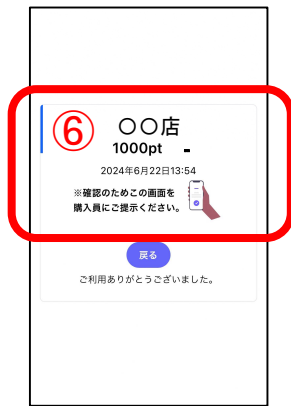 ⑥ 〇〇店
1000pt -
2024年6月22日13:54
※確認のためこの画面を
購入員にご提示ください。
戻る
ご利用ありがとうございました。